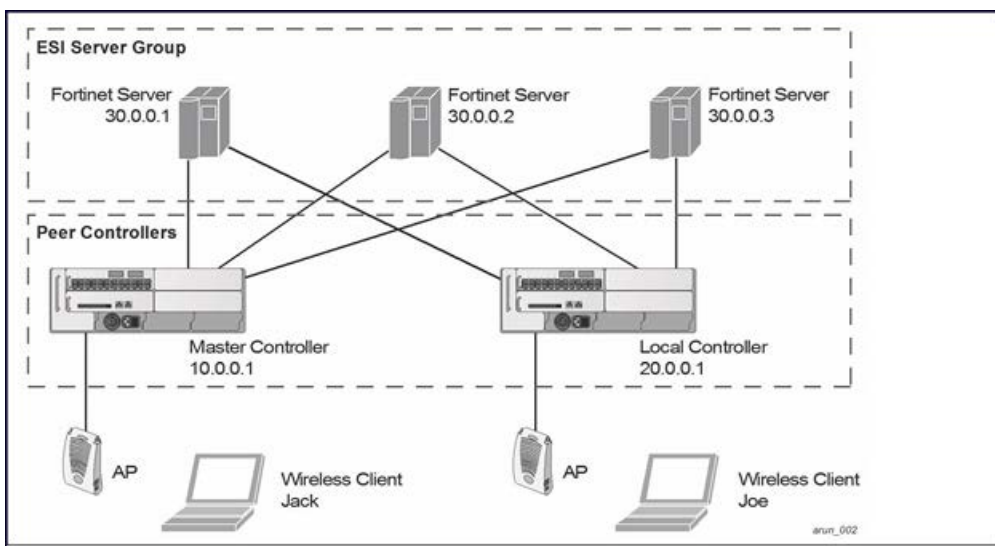 ESI Server Group
Fortinet Server
30.0.0.1
Fortinet Server
30.0.0.2
Fortinet Server
30.0.0.3
Peer Controllers
Master Controller
10.0.0.1
Local Controller
20.0.0.1
AP
Wireless Client
Jack
AP
Wireless Client
Joe
arun_002